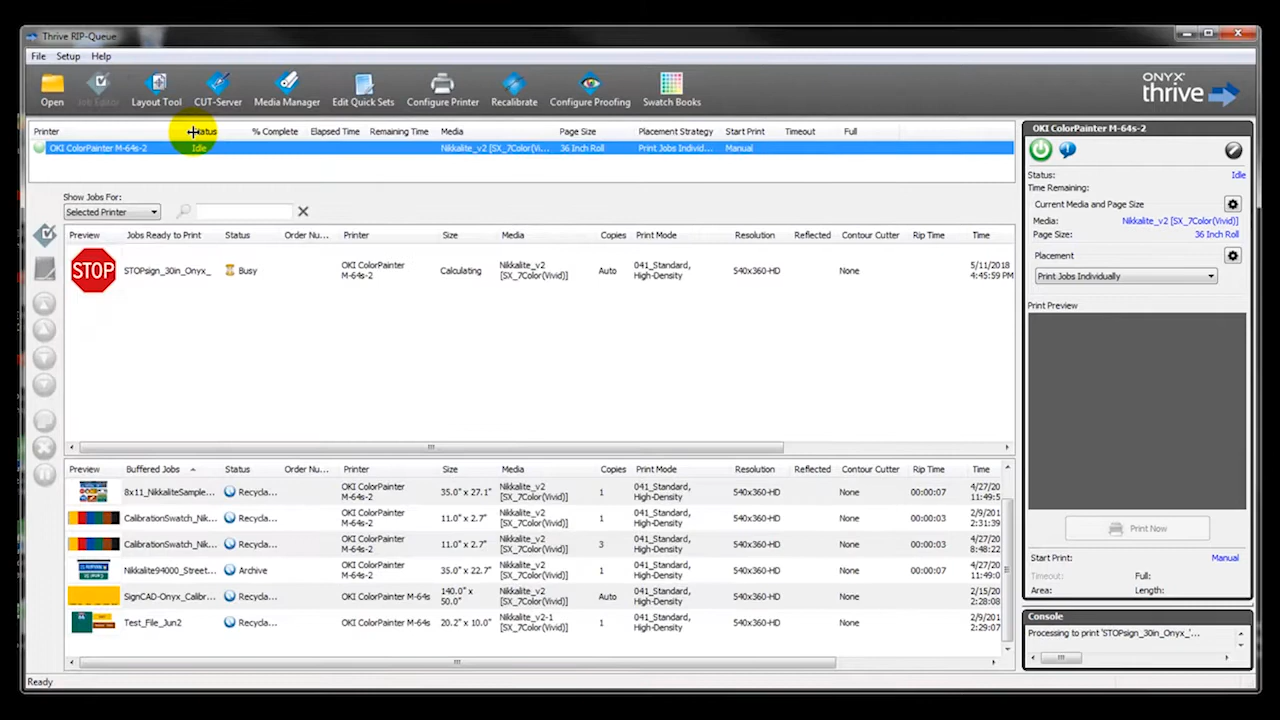 Thrive RIP-Queue
File Setup Help
Open Job Editor Layout Tool CUT-Server Media Manager Edit Quick Sets Configure Printer Recalibrate Configure Proofing Swatch Books
ONYX
thrive
Printer Status % Complete Elapsed Time Remaining Time Media Page Size Placement Strategy Start Print Timeout Full
OKI ColorPainter M-64s-2 Idle Nikkalite_v2 [SX_7Color(Vi... 36 Inch Roll Print Jobs Individ... Manual
Show Jobs For:
Selected Printer
Preview Jobs Ready to Print Status Order Nu... Printer Size Media Copies Print Mode Resolution Reflected Contour Cutter Rip Time Time
STOP STOPsign_30in_Onyx_ Busy OKI ColorPainter M-64s-2 Calculating Nikkalite_v2 [SX_7Color(Vivid)] Auto 041_Standard, High-Density 540x360-HD None 5/11/2018 4:45:59 PM
Preview Buffered Jobs Status Order Nu... Printer Size Media Copies Print Mode Resolution Reflected Contour Cutter Rip Time Time
8x11_NikkaliteSample... Recycla... OKI ColorPainter M-64s-2 35.0" x 27.1" Nikkalite_v2 [SX_7Color(Vivid)] 1 041_Standard, High-Density 540x360-HD None 00:00:07 4/27/20 11:49:5
CalibrationSwatch_Nik... Recycla... OKI ColorPainter M-64s-2 11.0" x 2.7" Nikkalite_v2 [SX_7Color(Vivid)] 1 041_Standard, High-Density 540x360-HD None 00:00:03 2/9/201 2:31:39
CalibrationSwatch_Nik... Recycla... OKI ColorPainter M-64s-2 11.0" x 2.7" Nikkalite_v2 [SX_7Color(Vivid)] 3 041_Standard, High-Density 540x360-HD None 00:00:03 4/27/20 8:48:22
Nikkalite94000_Street... Archive OKI ColorPainter M-64s-2 35.0" x 22.7" Nikkalite_v2 [SX_7Color(Vivid)] 1 041_Standard, High-Density 540x360-HD None 00:00:07 4/27/20 11:49:0
SignCAD-Onyx_Calibr... Recycla... OKI ColorPainter M-64s 140.0" x 50.0" Nikkalite_v2 [SX_7Color(Vivid)] Auto 041_Standard, High-Density 540x360-HD None 2/15/20 2:28:08
Test_File_Jun2 Recycla... OKI ColorPainter M-64s 20.2" x 10.0" Nikkalite_v2-1 [SX_7Color(Vivid)] 1 041_Standard, High-Density 540x360-HD None 2/9/201 2:29:07
Ready
OKI ColorPainter M-64s-2
Status: Idle
Time Remaining:
Current Media and Page Size
Media: Nikkalite_v2 [SX_7Color(Vivid)]
Page Size: 36 Inch Roll
Placement
Print Jobs Individually
Print Preview
Print Now
Start Print: Manual
Timeout: Full:
Area: Length:
Console
Processing to print 'STOPsign_30in_Onyx_'...